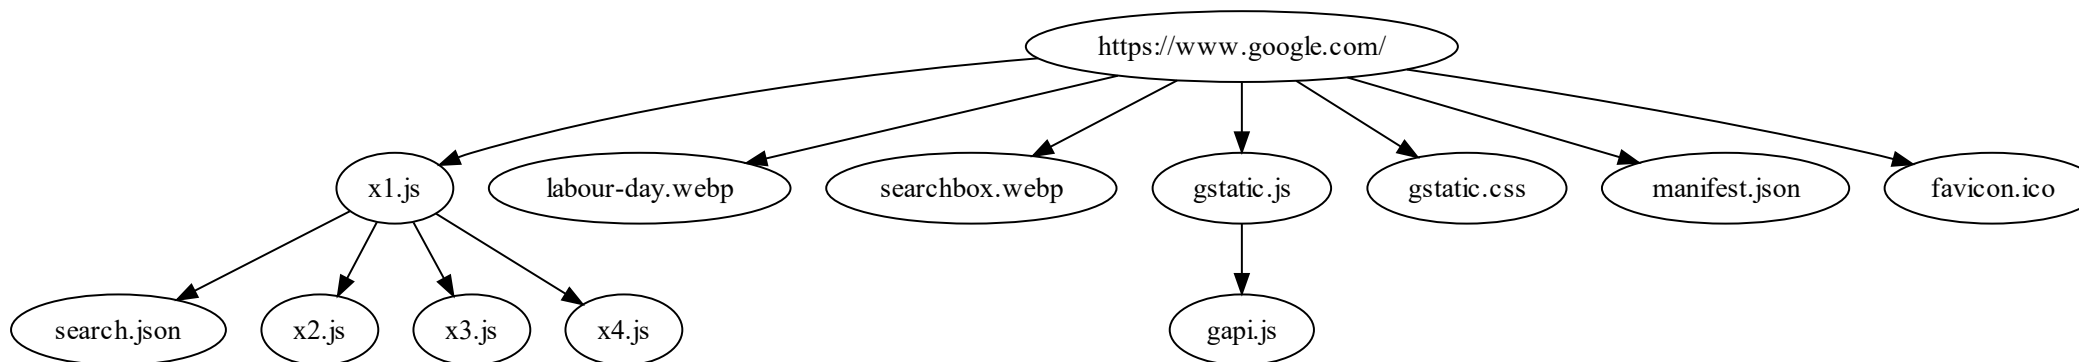 https://www.google.com/
x1.js
labour-day.webp
searchbox.webp
gstatic.js
gstatic.css
manifest.json
favicon.ico
search.json
x2.js
x3.js
x4.js
gapi.js